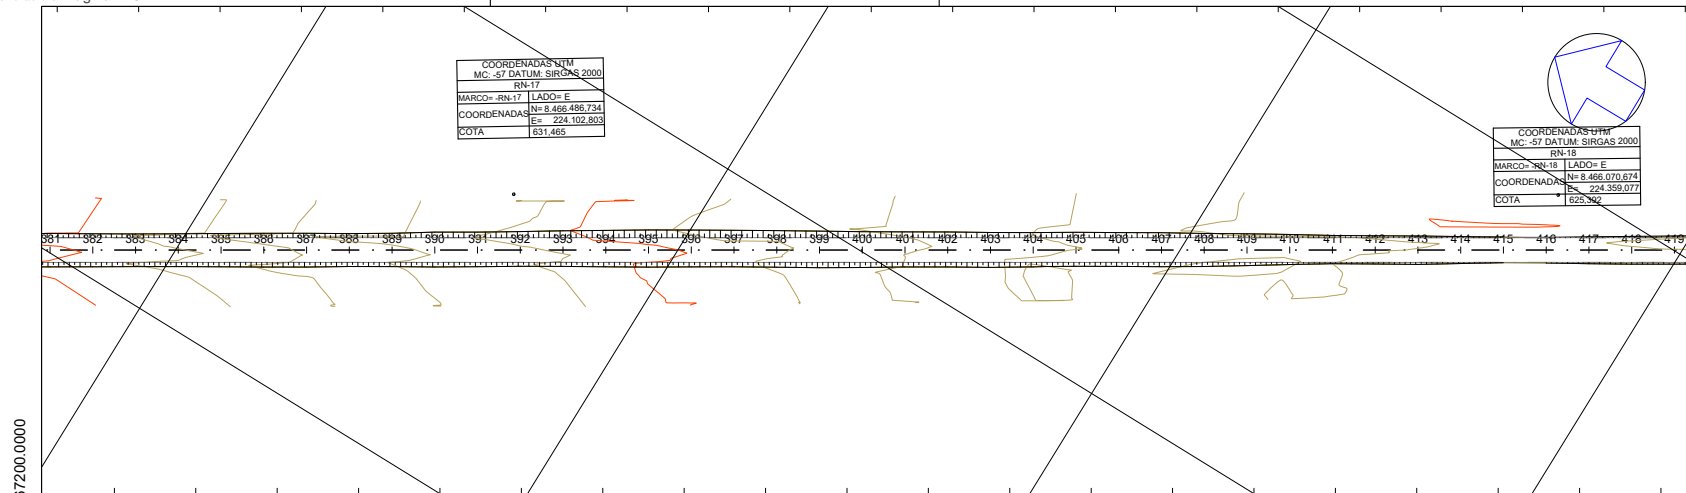 COORDENADAS UTM
MC: -57 DATUM: SIRGAS 2000
RN-17
MARCO= -RN-17 LADO= E
COORDENADAS N= 8.466.486,734
E= 224.102,803
COTA 631,465
COORDENADAS UTM
MC: -57 DATUM: SIRGAS 2000
RN-18
MARCO= -RN-18 LADO= E
COORDENADAS N= 8.466.070,674
E= 224.359,077
COTA 625,392
381 382 383 384 385 386 387 388 389 390 391 392 393 394 395 396 397 398 399 400 401 402 403 404 405 406 407 408 409 410 411 412 413 414 415 416 417 418 419
67200.0000